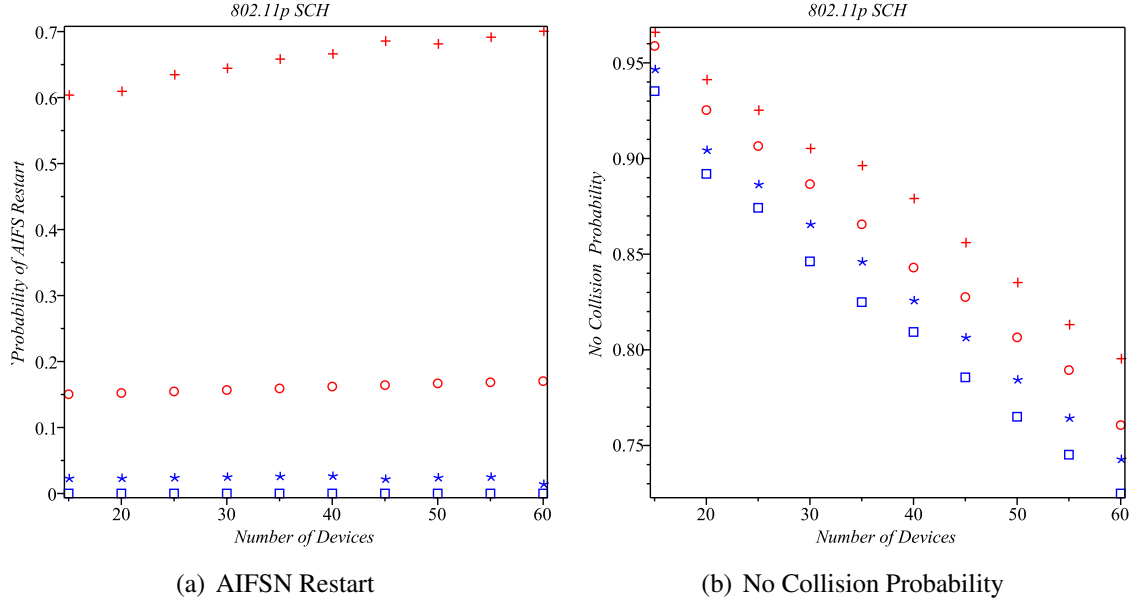 802.11p SCH
0.7
0.6
0.5
0.4
0.3
0.2
0.1
0
`Probability of AIFS Restart
20
30
40
50
60
Number of Devices
(a) AIFSN Restart
802.11p SCH
0.95
0.90
0.85
0.80
0.75
No Collision Probability
20
30
40
50
60
Number of Devices
(b) No Collision Probability